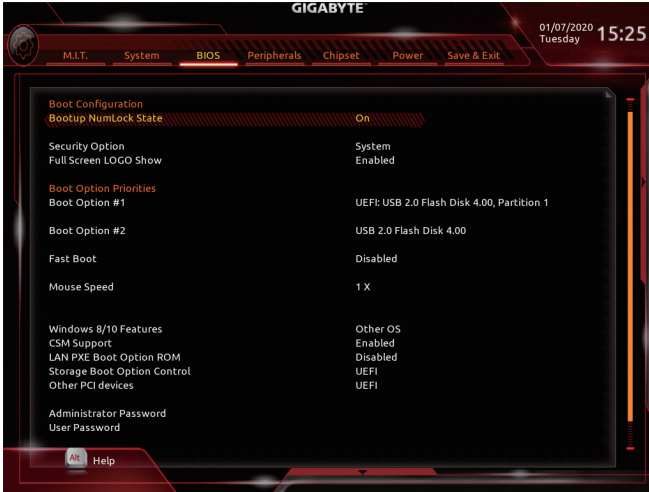 GIGABYTE
01/07/2020 15:25
Tuesday
M.I.T. System BIOS Peripherals Chipset Power Save & Exit
Boot Configuration
Bootup NumLock State On
Security Option System
Full Screen LOGO Show Enabled
Boot Option Priorities
Boot Option #1 UEFI: USB 2.0 Flash Disk 4.00, Partition 1
Boot Option #2 USB 2.0 Flash Disk 4.00
Fast Boot Disabled
Mouse Speed 1 X
Windows 8/10 Features Other OS
CSM Support Enabled
LAN PXE Boot Option ROM Disabled
Storage Boot Option Control UEFI
Other PCI devices UEFI
Administrator Password
User Password
Alt Help